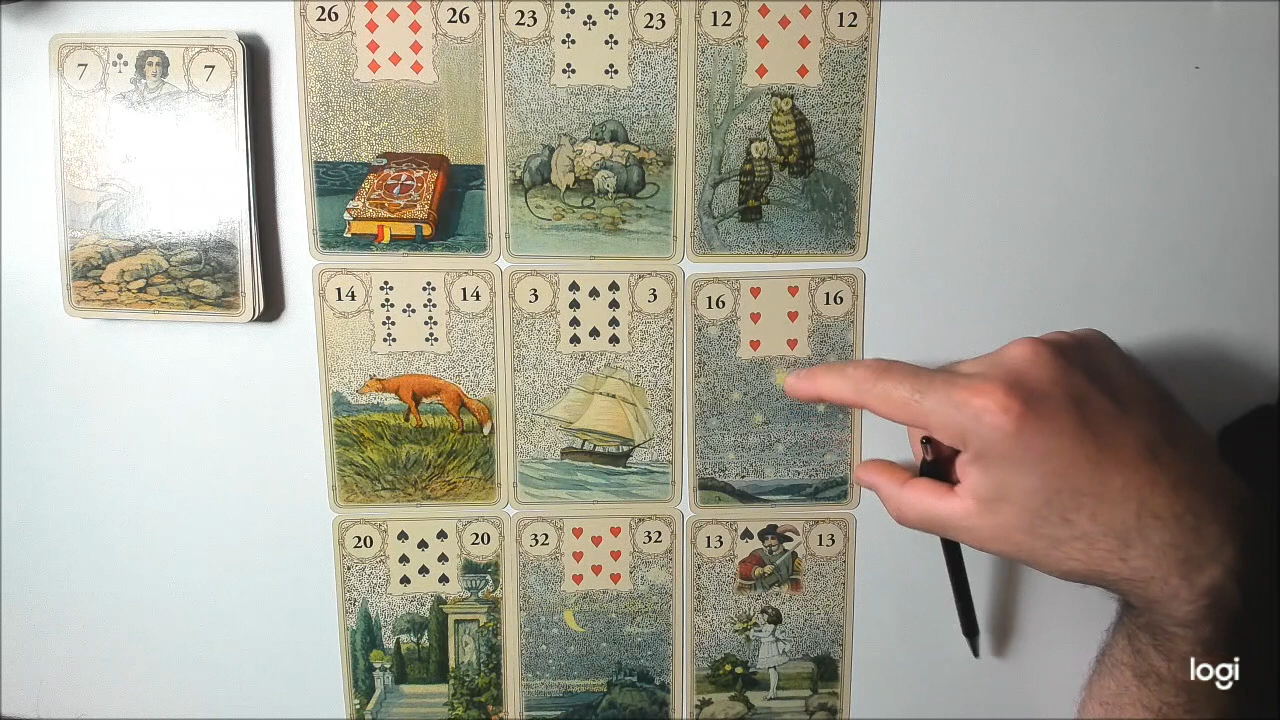 7 7
26 26 23 23 12 12
14 14 3 3 16 16
20 20 32 32 13 13
logi